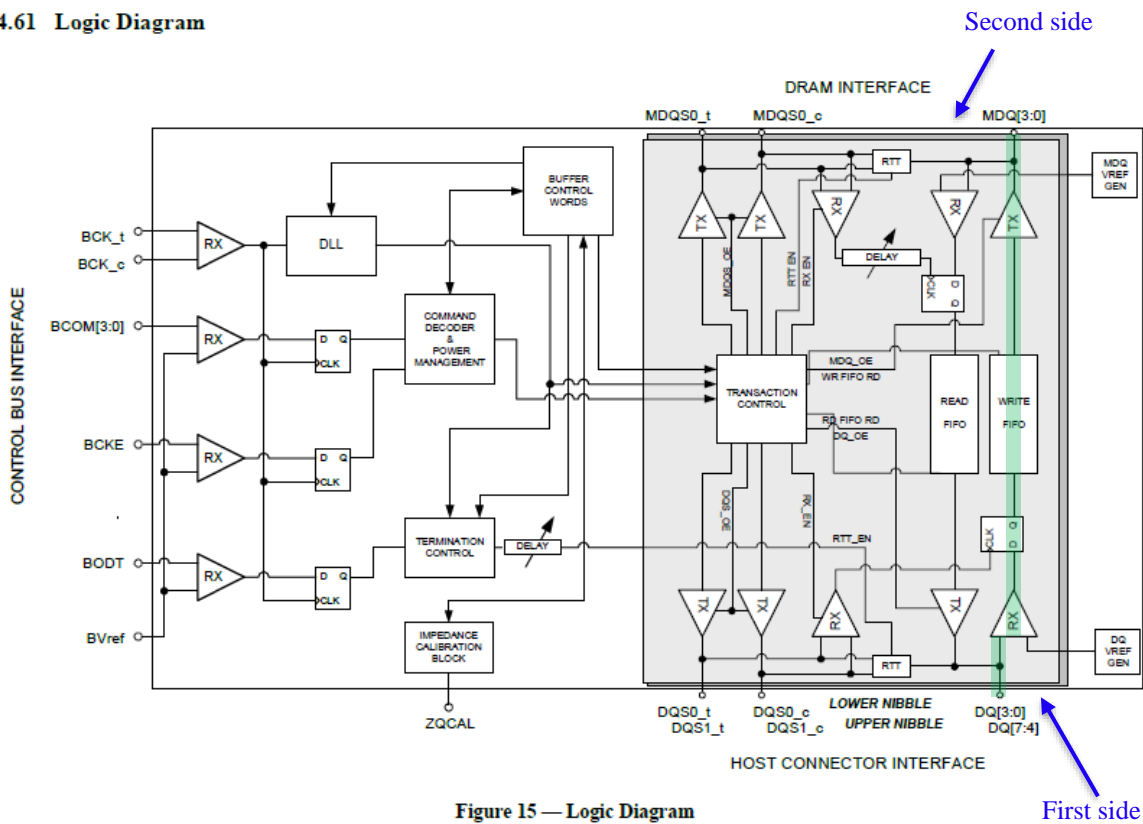 4.61 Logic Diagram
Second side
DRAM INTERFACE
MDQS0_t
MDQS0_c
MDQ[3:0]
CONTROL BUS INTERFACE
BCK_t
BCK_c
BCOM[3:0]
BCKE
BODT
BVref
RX
RX
RX
RX
DLL
D Q
CLK
D Q
CLK
D Q
CLK
BUFFER
CONTROL
WORDS
COMMAND
DECODER
&
POWER
MANAGEMENT
TERMINATION
CONTROL
DELAY
IMPEDANCE
CALIBRATION
BLOCK
ZQCAL
TX
TX
RX
RTT
RX
TX
MDQ
VREF
GEN
DELAY
D
Q
CLK
MDQS_OE
RTT EN
RX EN
TRANSACTION
CONTROL
MDQ_OE
WR FIFO RD
RD FIFO RD
DQ_OE
READ
FIFO
WRITE
FIFO
DQS_OE
RX_EN
RTT_EN
CLK
Q
D
TX
TX
RX
TX
RX
RTT
DQ
VREF
GEN
DQS0_t
DQS1_t
DQS0_c
DQS1_c
LOWER NIBBLE
UPPER NIBBLE
DQ[3:0]
DQ[7:4]
HOST CONNECTOR INTERFACE
Figure 15 — Logic Diagram
First side